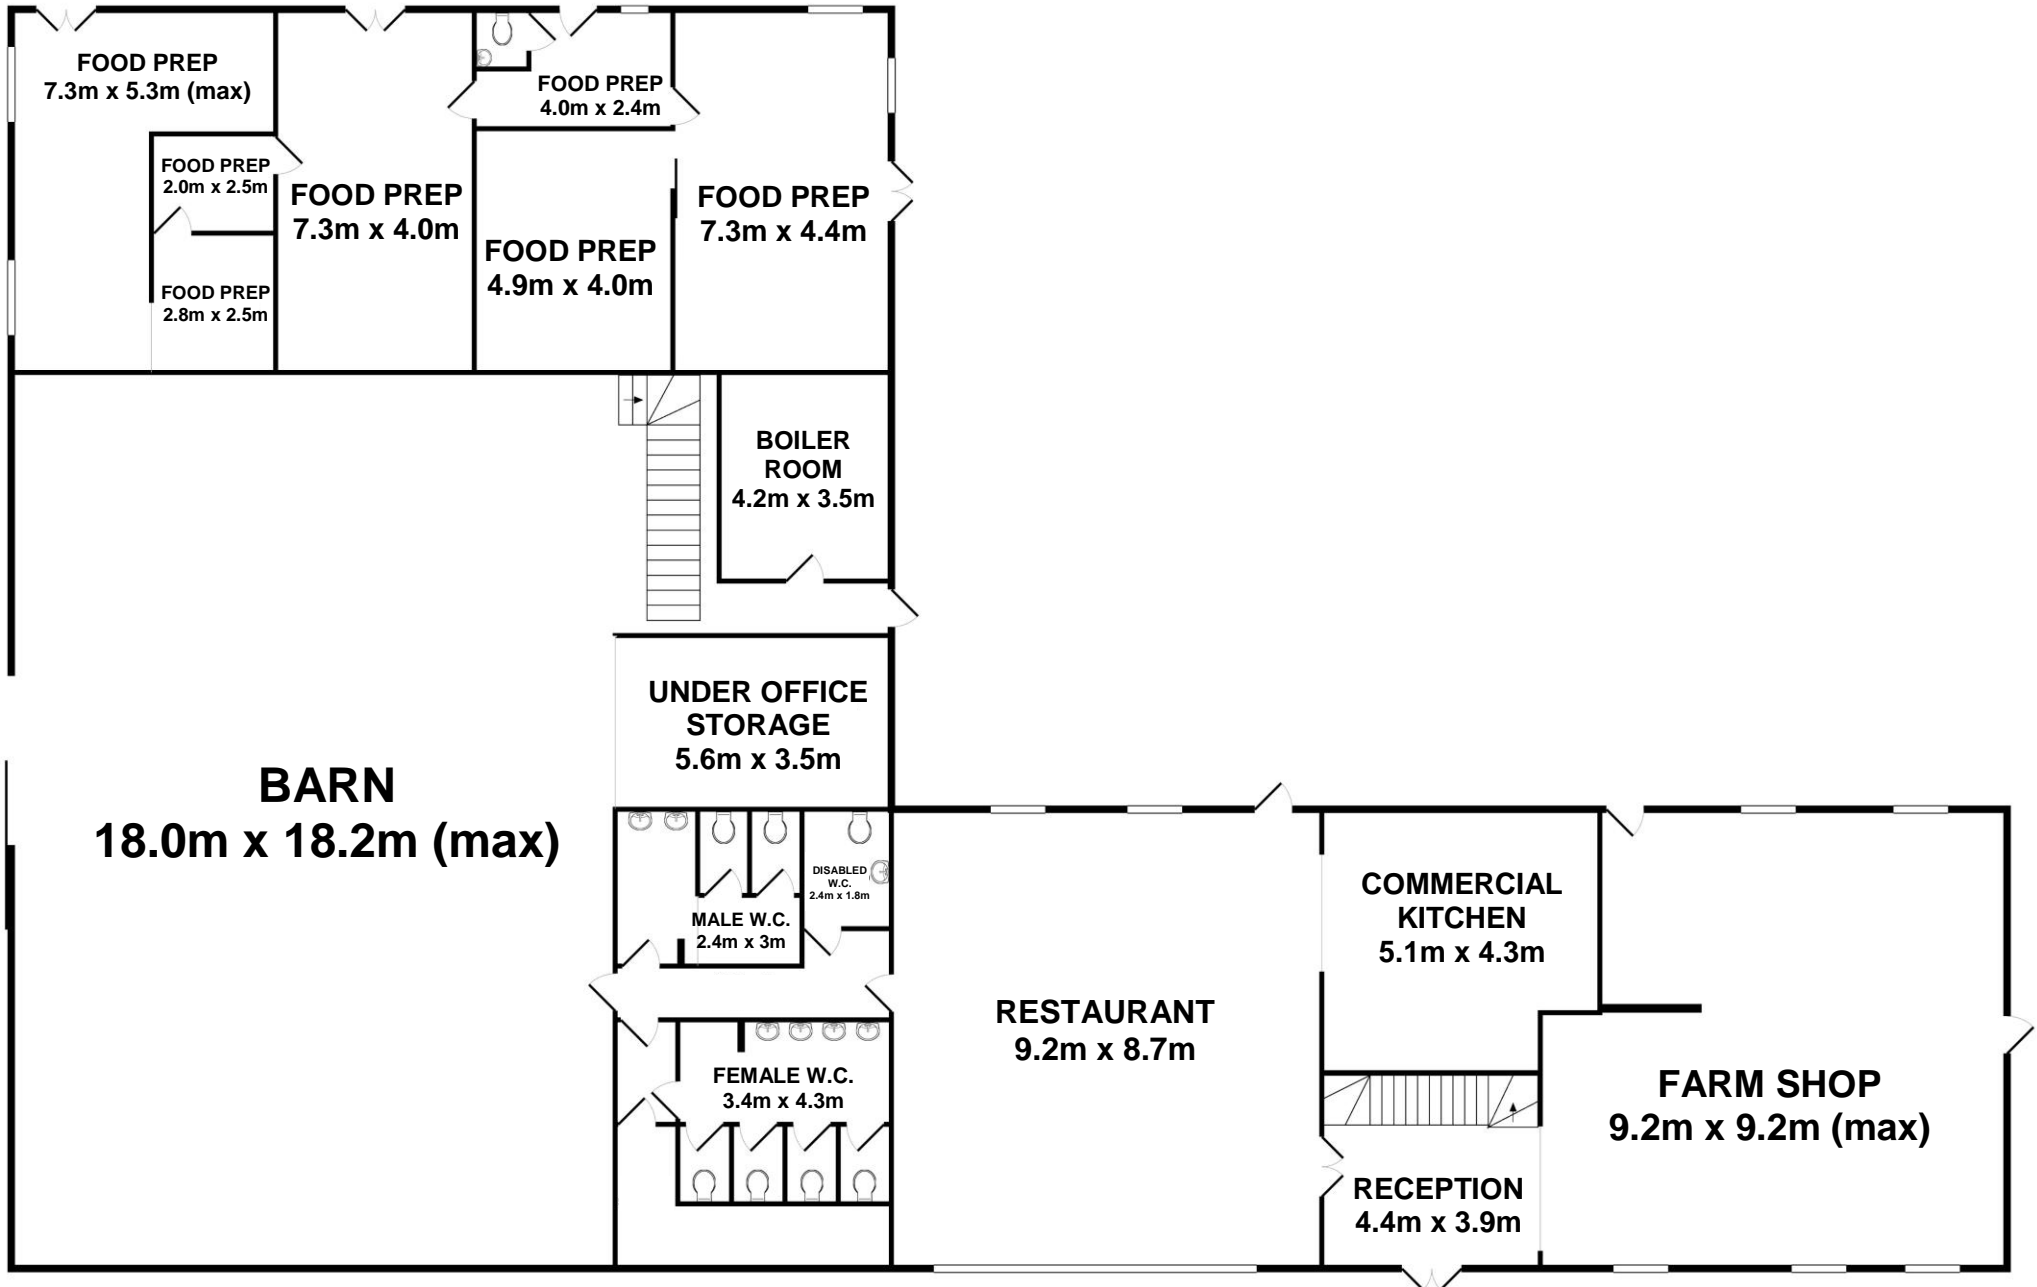 FOOD PREP
7.3m x 5.3m (max)
FOOD PREP
2.0m x 2.5m
FOOD PREP
2.8m x 2.5m
FOOD PREP
7.3m x 4.0m
FOOD PREP
4.0m x 2.4m
FOOD PREP
4.9m x 4.0m
FOOD PREP
7.3m x 4.4m
BOILER
ROOM
4.2m x 3.5m
UNDER OFFICE
STORAGE
5.6m x 3.5m
BARN
18.0m x 18.2m (max)
DISABLED
W.C.
2.4m x 1.8m
MALE W.C.
2.4m x 3m
FEMALE W.C.
3.4m x 4.3m
RESTAURANT
9.2m x 8.7m
COMMERCIAL
KITCHEN
5.1m x 4.3m
RECEPTION
4.4m x 3.9m
FARM SHOP
9.2m x 9.2m (max)